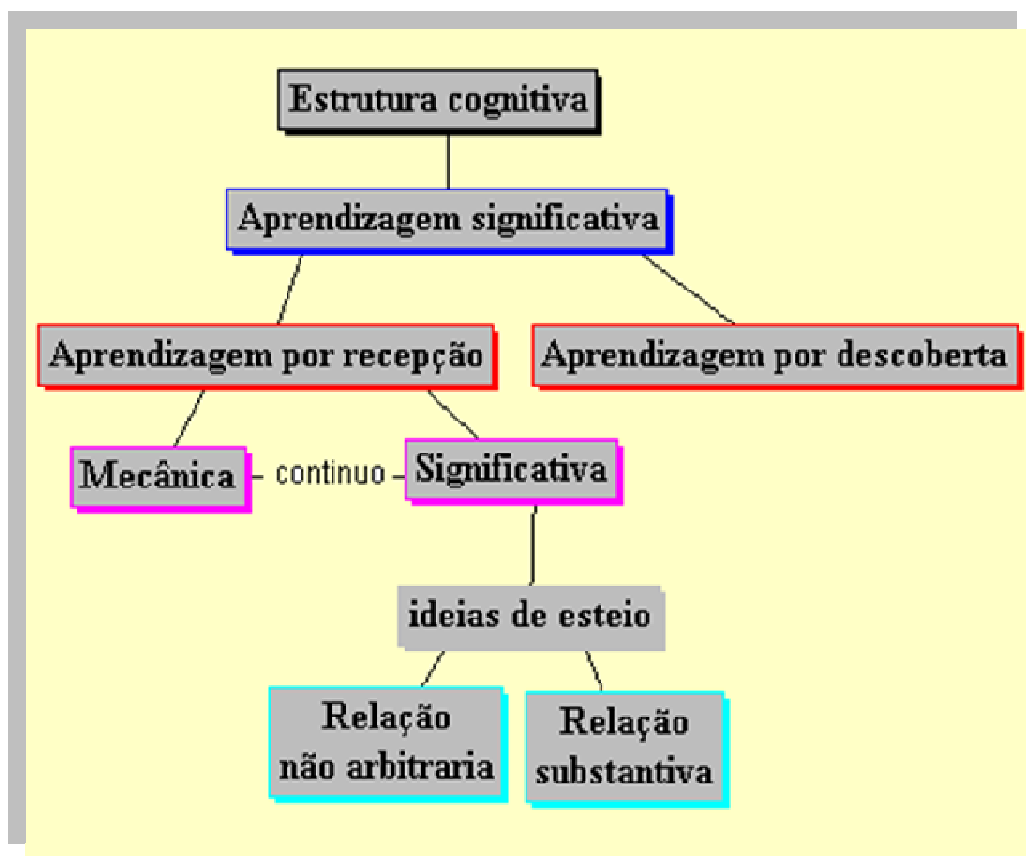 Estrutura cognitiva
Aprendizagem significativa
Aprendizagem por recepção
Aprendizagem por descoberta
Mecânica
continuo
Significativa
ideias de esteio
Relação
não arbitraria
Relação
substantiva